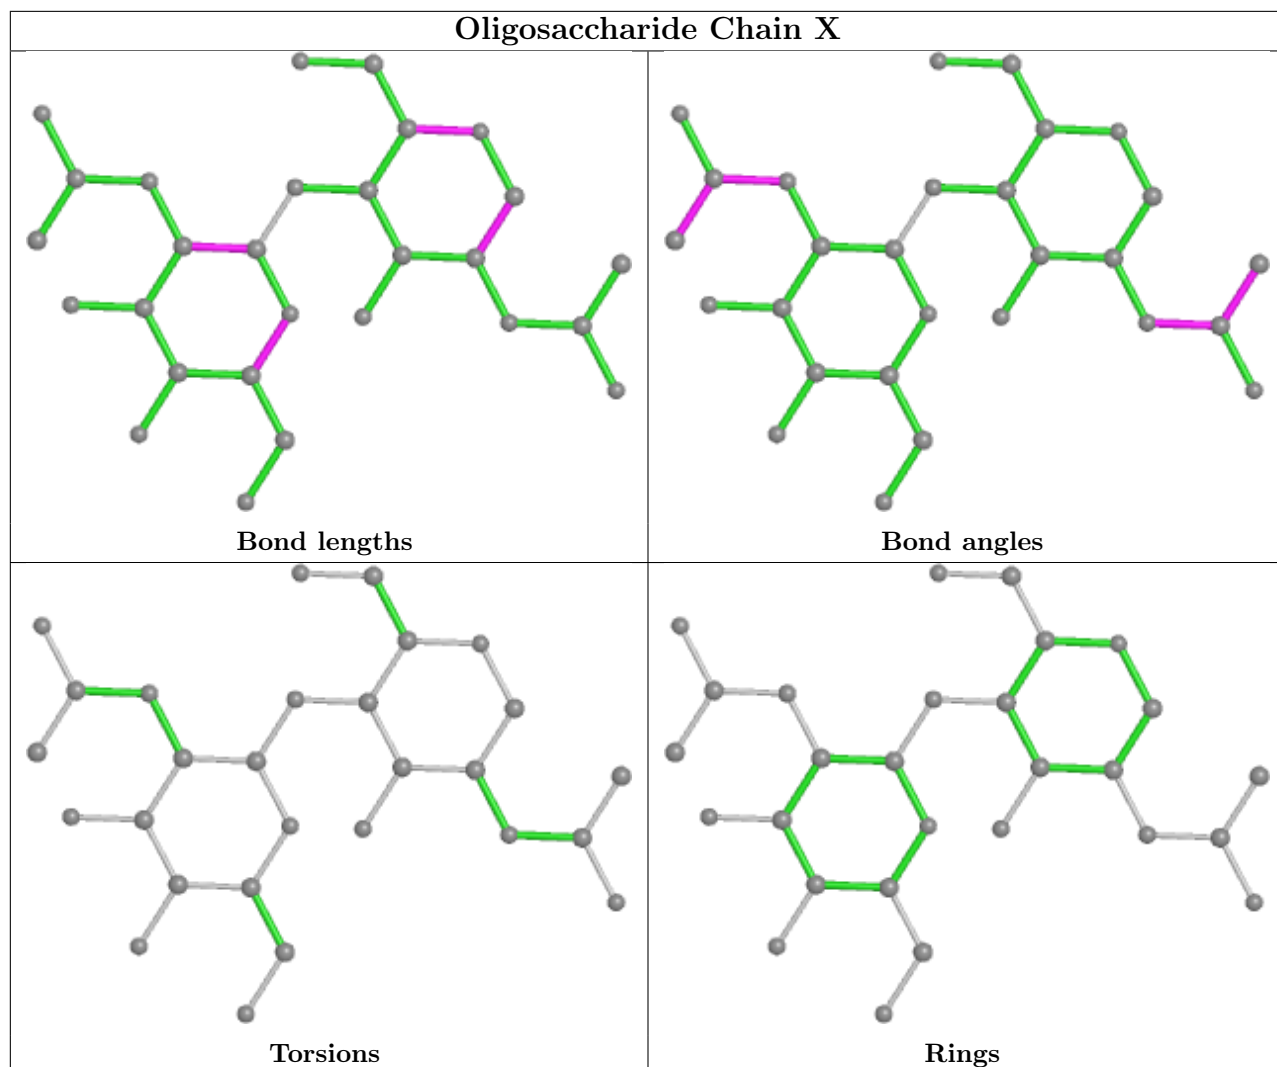 Oligosaccharide Chain X
Bond lengths
Bond angles
Torsions
Rings